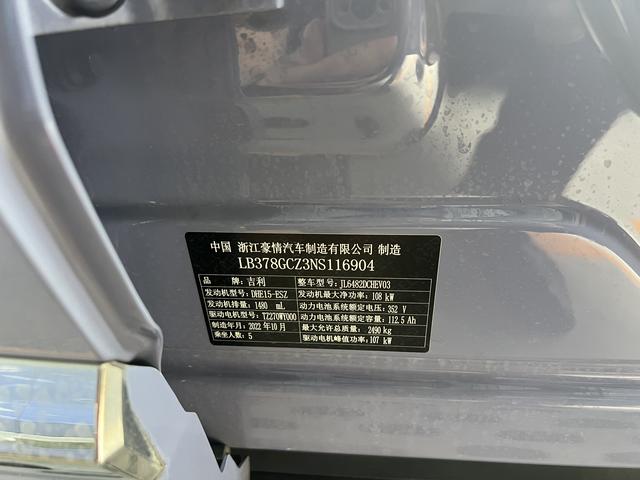 中国 浙江豪情汽车制造有限公司 制造
LB378GCZ3NS116904
品 牌: 吉利 整车型号: JL6482DCHEV03
发动机型号: DHE15-ESZ 发动机最大净功率: 108 kW
发动机排量: 1480 mL 动力电池系统额定电压: 352 V
驱动电机型号: TZ270WY000 动力电池系统额定容量: 112.5 Ah
制造年月: 2022年10月 最大允许总质量: 2490 kg
乘坐人数: 5 驱动电机峰值功率: 107 kW